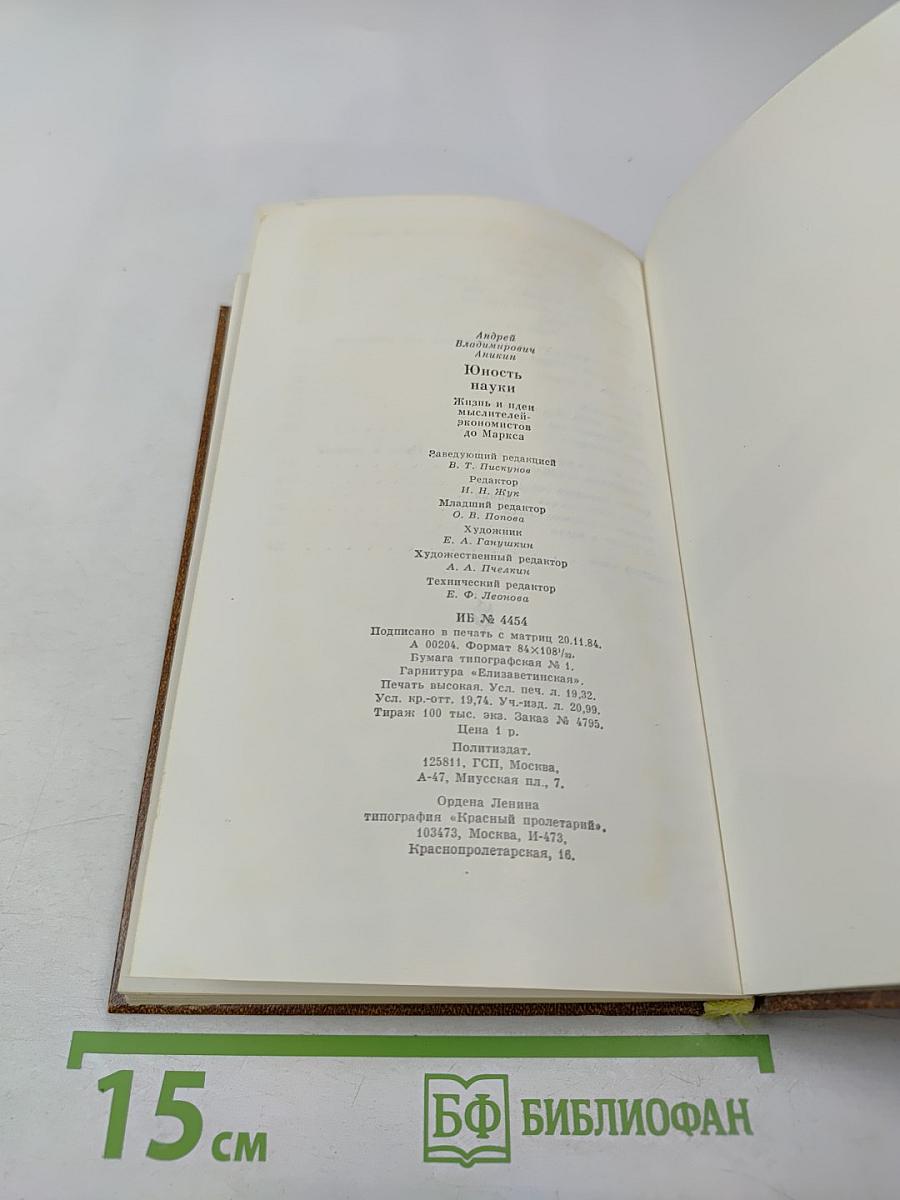 Андрей
Владимирович
Аникин
Юность
науки
Жизнь и идеи
мыслителей-
экономистов
до Маркса
Заведующий редакцией
В. Т. Пискунов
Редактор
И. Н. Жук
Младший редактор
О. В. Попова
Художник
Е. А. Ганушкин
Художественный редактор
А. А. Пчелкин
Технический редактор
Е. Ф. Леонова
ИБ № 4454
Подписано в печать с матриц 20.11.84.
А 00204. Формат 84×108¹/₃₂.
Бумага типографская № 1.
Гарнитура «Елизаветинская».
Печать высокая. Усл. печ. л. 19,32.
Усл. кр.-отт. 19,74. Уч.-изд. л. 20,99.
Тираж 100 тыс. экз. Заказ № 4795.
Цена 1 р.
Политиздат.
125811, ГСП, Москва,
А-47, Миусская пл., 7.
Ордена Ленина
типография «Красный пролетарий».
103473, Москва, И-473,
Краснопролетарская, 16.
15 см
БФ БИБЛИОФАН